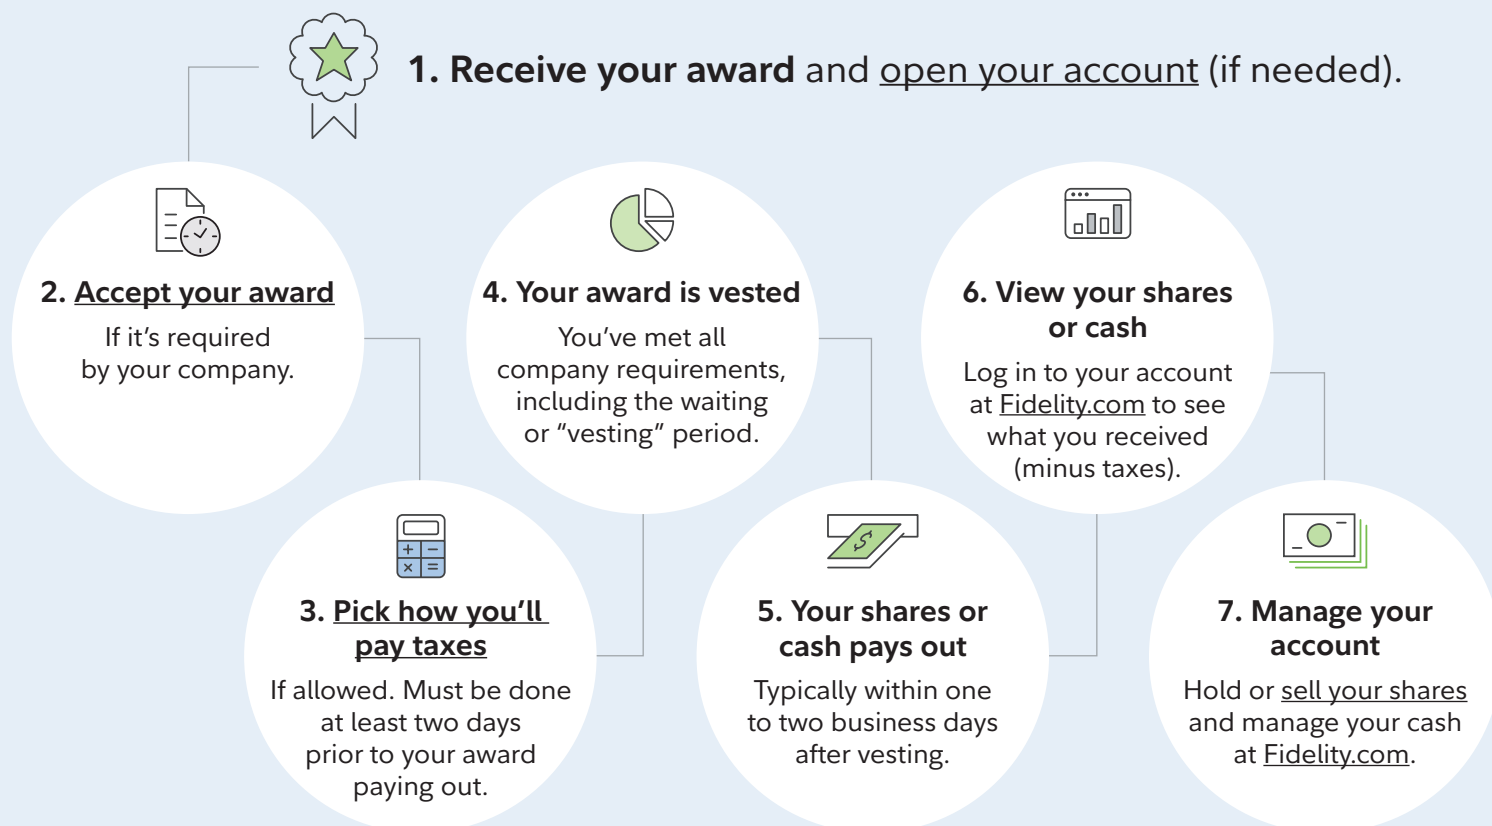 1. Receive your award and open your account (if needed).
2. Accept your award
If it’s required
by your company.
3. Pick how you’ll
pay taxes
If allowed. Must be done
at least two days
prior to your award
paying out.
4. Your award is vested
You’ve met all
company requirements,
including the waiting
or “vesting” period.
5. Your shares or
cash pays out
Typically within one
to two business days
after vesting.
6. View your shares
or cash
Log in to your account
at Fidelity.com to see
what you received
(minus taxes).
7. Manage your
account
Hold or sell your shares
and manage your cash
at Fidelity.com.